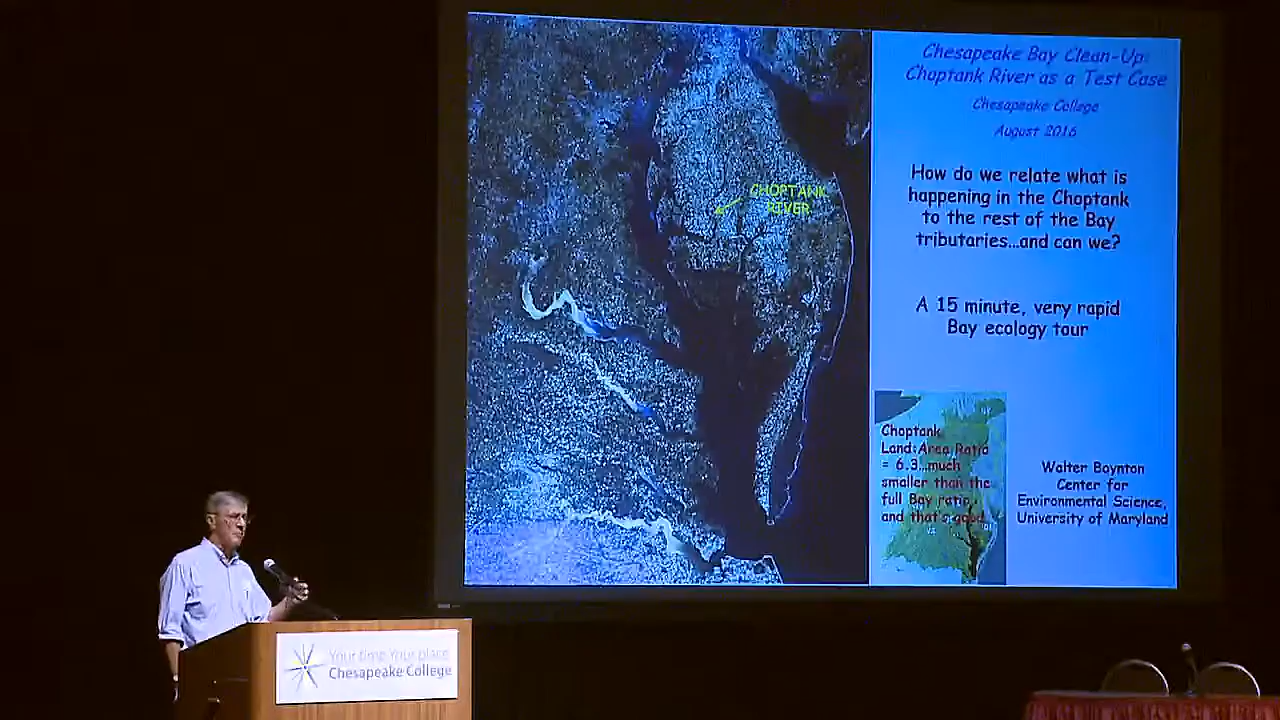 Chesapeake Bay Clean-Up:
Choptank River as a Test Case
Chesapeake College
August 2016
How do we relate what is
happening in the Choptank
to the rest of the Bay
tributaries...and can we?
A 15 minute, very rapid
Bay ecology tour
CHOPTANK
RIVER
Choptank
Land:Area Ratio
= 6.3...much
smaller than the
full Bay ratio,
and that's good
Walter Boynton
Center for
Environmental Science,
University of Maryland
Your time. Your place.
Chesapeake College